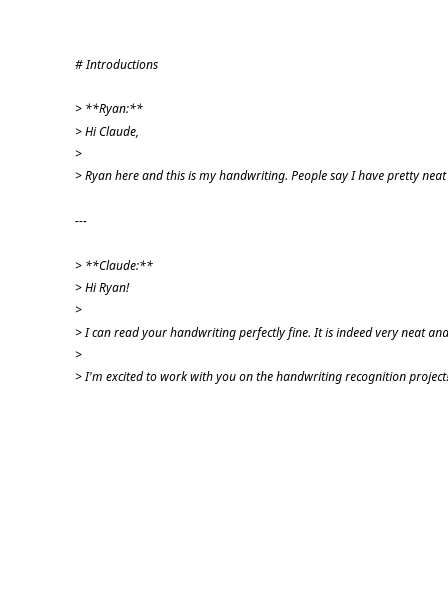 # Introductions
> **Ryan:**
> Hi Claude,
>
> Ryan here and this is my handwriting. People say I have pretty neat
---
> **Claude:**
> Hi Ryan!
>
> I can read your handwriting perfectly fine. It is indeed very neat and
>
> I'm excited to work with you on the handwriting recognition project!